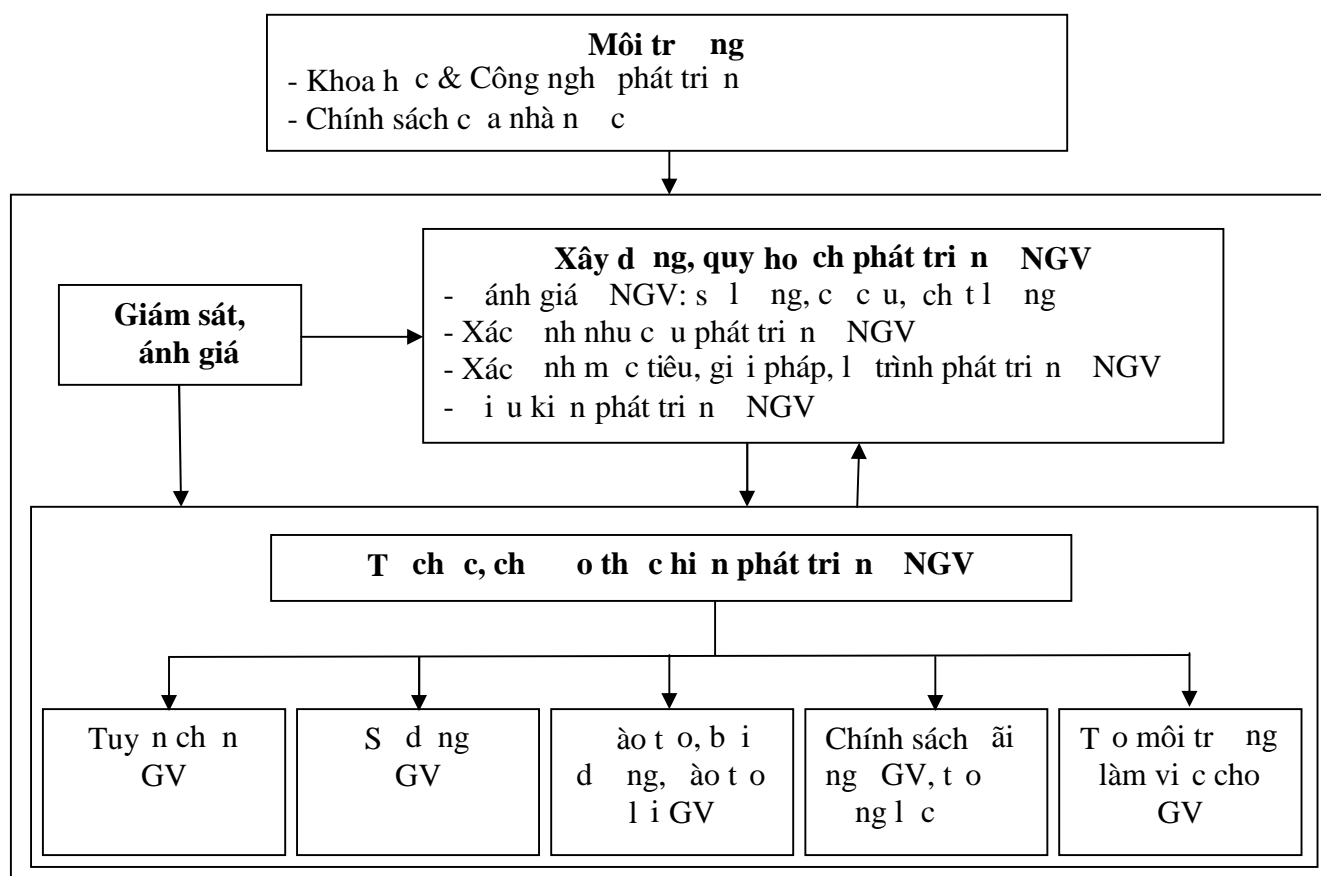 Môi tr ng
- Khoa h c & Công ngh phát tri n
- Chính sách c a nhà n c
Xây d ng, quy ho ch phát tri n NGV
- ánh giá NGV: s l ng, c c u, ch t l ng
- Xác nh nhu c u phát tri n NGV
- Xác nh m c tiêu, gi i pháp, l trình phát tri n NGV
- i u ki n phát tri n NGV
Giám sát,
ánh giá
T ch c, ch o th c hi n phát tri n NGV
Tuy n ch n
GV
S d ng
GV
ào t o, b i
d ng, ào t o
l i GV
Chính sách ãi
ng GV, t o
ng l c
T o môi tr ng
làm vi c cho
GV